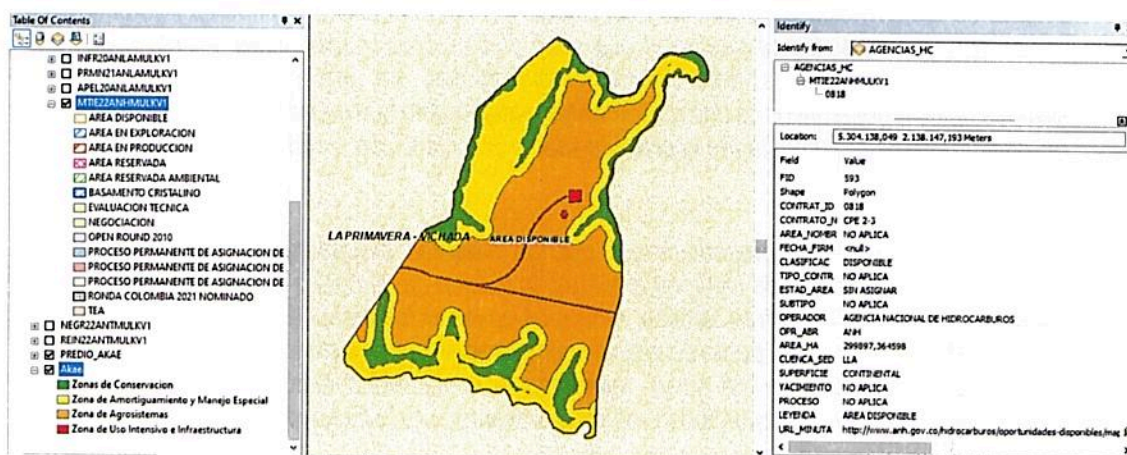 Table Of Contents
INFR20ANLAMULKV1
PRMN21ANLAMULKV1
APEL20ANLAMULKV1
MTIE22ANHMULKV1
AREA DISPONIBLE
AREA EN EXPLORACION
AREA EN PRODUCCION
AREA RESERVADA
AREA RESERVADA AMBIENTAL
BASAMENTO CRISTALINO
EVALUACION TECNICA
NEGOCIACION
OPEN ROUND 2010
PROCESO PERMANENTE DE ASIGNACION DE
PROCESO PERMANENTE DE ASIGNACION DE
PROCESO PERMANENTE DE ASIGNACION DE
RONDA COLOMBIA 2021 NOMINADO
TEA
NEGR22ANTMULKV1
REIN22ANTMULKV1
PREDIO_AKAE
Akae
Zonas de Conservacion
Zona de Amortiguamiento y Manejo Especial
Zona de Agrosistemas
Zona de Uso Intensivo e Infraestructura
LA PRIMAVERA - VICHADA
AREA DISPONIBLE
Identify
Identify from: AGENCIAS_HC
AGENCIAS_HC
MTIE22ANHMULKV1
0818
Location: 5.304.138,049 2.138.147,193 Meters
Field Value
FID 593
Shape Polygon
CONTRAT_ID 0818
CONTRATO_N CPE 2-3
AREA_NOMBR NO APLICA
FECHA_FIRM <null>
CLASIFICAC DISPONIBLE
TIPO_CONTR NO APLICA
ESTAD_AREA SIN ASIGNAR
SUBTIPO NO APLICA
OPERADOR AGENCIA NACIONAL DE HIDROCARBUROS
OPR_ABR ANH
AREA_HA 299897,364598
CUENCA_SED LLA
SUPERFICIE CONTINENTAL
YACIMIENTO NO APLICA
PROCESO NO APLICA
LEYENDA AREA DISPONIBLE
URL_MINUTA http://www.anh.gov.co/hidrocarburos/oportunidades-disponibles/map